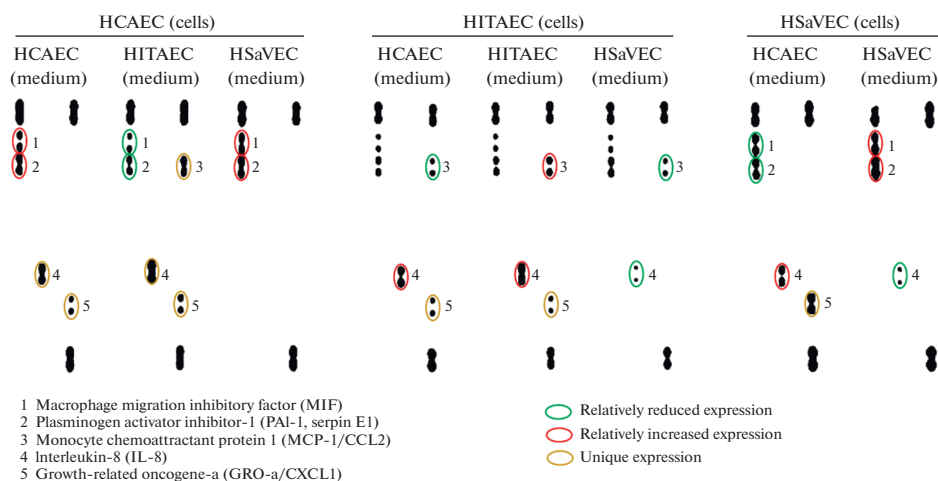 HCAEC (cells)
HITAEC (cells)
HSaVEC (cells)
HCAEC (medium)
HITAEC (medium)
HSaVEC (medium)
HCAEC (medium)
HITAEC (medium)
HSaVEC (medium)
HCAEC (medium)
HSaVEC (medium)
1 1 1 1 1
2 2 3 2 3 3 3 2 2
4 4 4 4 4 4 4
5 5 5 5 5
1 Macrophage migration inhibitory factor (MIF)
2 Plasminogen activator inhibitor-1 (PAI-1, serpin E1)
3 Monocyte chemoattractant protein 1 (MCP-1/CCL2)
4 Interleukin-8 (IL-8)
5 Growth-related oncogene-a (GRO-a/CXCL1)
Relatively reduced expression
Relatively increased expression
Unique expression